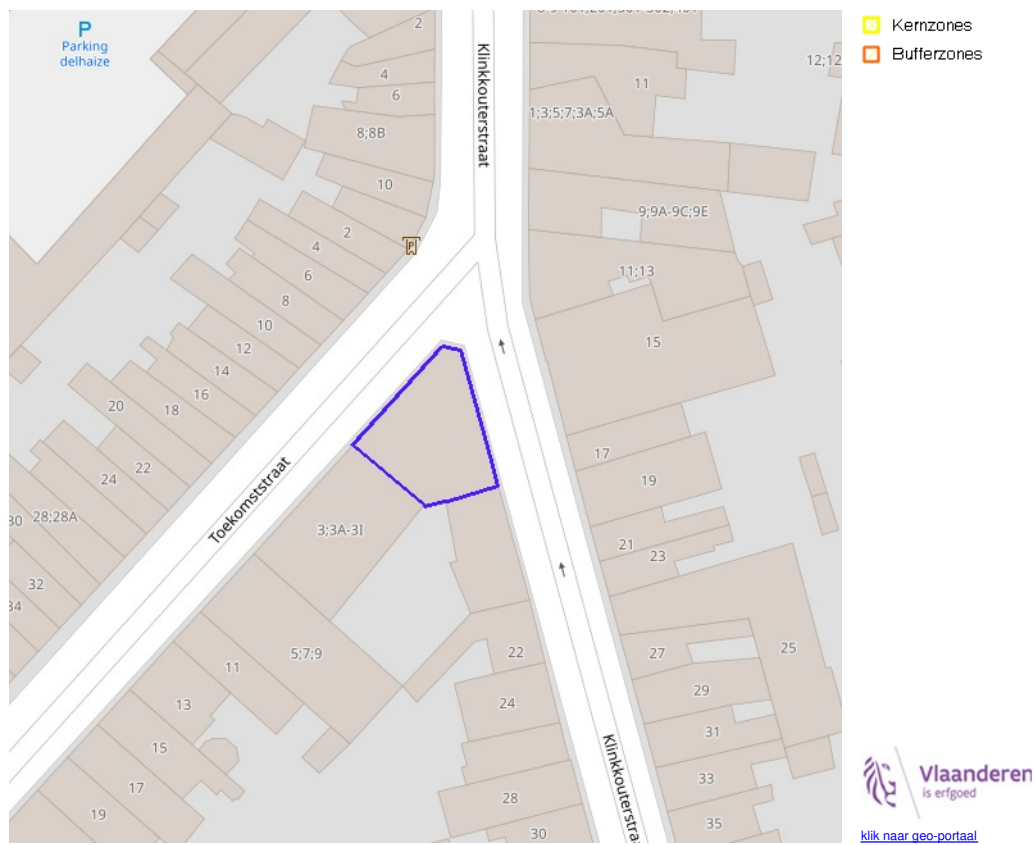 P
Parking
delhaize
2
4
6
8;8B
10
Klinkkouterstraat
11
12;12
1;3;5;7;3A;5A
9;9A-9C;9E
11;13
15
P
2
4
6
8
10
12
14
16
18
20
22
24
28;28A
30
32
34
Toekomststraat
3;3A-3I
5;7;9
11
13
15
17
19
17
19
21
23
25
27
29
31
33
35
22
24
28
30
Klinkkouterstraat
Kernzones
Bufferzones
Vlaanderen
is erfgoed
klik naar geo-portaal